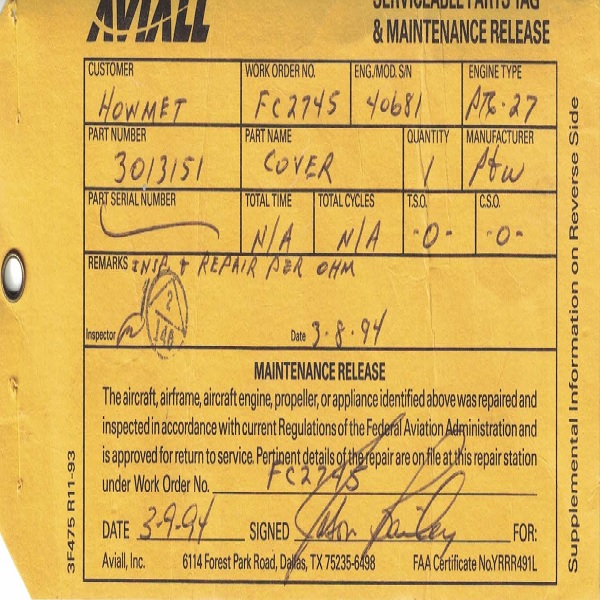 AVIALL
SERVICEABLE PARTS TAG
& MAINTENANCE RELEASE
CUSTOMER WORK ORDER NO. ENG./MOD. S/N ENGINE TYPE
HOWMET FC2745 40681 PT6-27
PART NUMBER PART NAME QUANTITY MANUFACTURER
3013151 COVER 1 P+W
PART SERIAL NUMBER TOTAL TIME TOTAL CYCLES T.S.O. C.S.O.
N/A N/A -0- -0-
REMARKS INSP + REPAIR PER OHM
Inspector Date 3-8-94
MAINTENANCE RELEASE
The aircraft, airframe, aircraft engine, propeller, or appliance identified above was repaired and
inspected in accordance with current Regulations of the Federal Aviation Administration and
is approved for return to service. Pertinent details of the repair are on file at this repair station
under Work Order No. FC2745
DATE 3-9-94 SIGNED Jason FOR:
Aviall, Inc. 6114 Forest Park Road, Dallas, TX 75235-6498 FAA Certificate No.YRRR491L
3F475 R11-93
Supplemental Information on Reverse Side